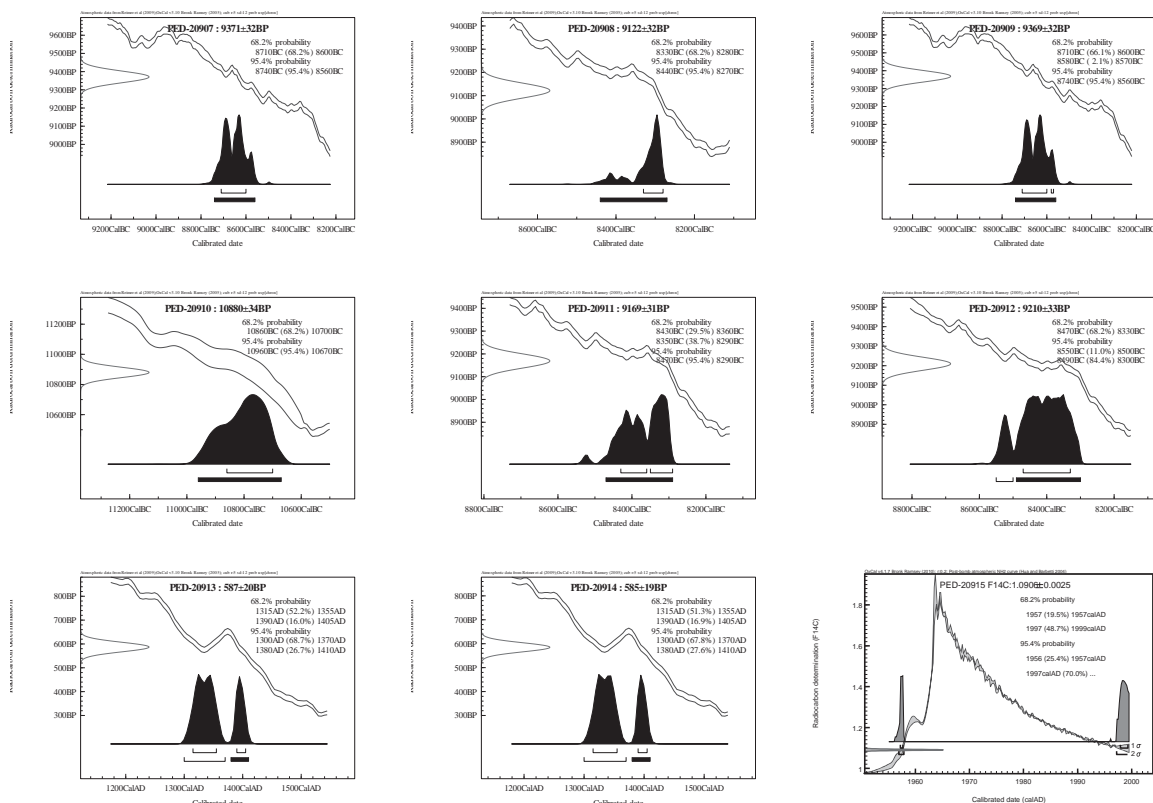 PED-20907 : 9371±32BP
68.2% probability
8710BC (68.2%) 8600BC
95.4% probability
8740BC (95.4%) 8560BC
9600BP
9500BP
9400BP
9300BP
9200BP
9100BP
9000BP
9200CalBC 9000CalBC 8800CalBC 8600CalBC 8400CalBC 8200CalBC
Calibrated date
PED-20908 : 9122±32BP
68.2% probability
8330BC (68.2%) 8280BC
95.4% probability
8440BC (95.4%) 8270BC
9400BP
9300BP
9200BP
9100BP
9000BP
8900BP
8800BP
8600CalBC 8400CalBC 8200CalBC
Calibrated date
PED-20909 : 9369±32BP
68.2% probability
8710BC (66.1%) 8600BC
8580BC ( 2.1%) 8570BC
95.4% probability
8740BC (95.4%) 8560BC
9600BP
9500BP
9400BP
9300BP
9200BP
9100BP
9000BP
9200CalBC 9000CalBC 8800CalBC 8600CalBC 8400CalBC 8200CalBC
Calibrated date
PED-20910 : 10880±34BP
68.2% probability
10860BC (68.2%) 10700BC
95.4% probability
10960BC (95.4%) 10670BC
11200BP
11000BP
10800BP
10600BP
11200CalBC 11000CalBC 10800CalBC 10600CalBC
Calibrated date
PED-20911 : 9169±31BP
68.2% probability
8430BC (29.5%) 8360BC
8350BC (38.7%) 8290BC
95.4% probability
8470BC (95.4%) 8290BC
9400BP
9300BP
9200BP
9100BP
9000BP
8900BP
8800BP
8800CalBC 8600CalBC 8400CalBC 8200CalBC
Calibrated date
PED-20912 : 9210±33BP
68.2% probability
8470BC (68.2%) 8330BC
95.4% probability
8550BC (11.0%) 8500BC
8490BC (84.4%) 8300BC
9500BP
9400BP
9300BP
9200BP
9100BP
9000BP
8900BP
8800CalBC 8600CalBC 8400CalBC 8200CalBC
Calibrated date
PED-20913 : 587±20BP
68.2% probability
1315AD (52.2%) 1355AD
1390AD (16.0%) 1405AD
95.4% probability
1300AD (68.7%) 1370AD
1380AD (26.7%) 1410AD
800BP
700BP
600BP
500BP
400BP
300BP
1200CalAD 1300CalAD 1400CalAD 1500CalAD
Calibrated date
PED-20914 : 585±19BP
68.2% probability
1315AD (51.3%) 1355AD
1390AD (16.9%) 1405AD
95.4% probability
1300AD (67.8%) 1370AD
1380AD (27.6%) 1410AD
800BP
700BP
600BP
500BP
400BP
300BP
1200CalAD 1300CalAD 1400CalAD 1500CalAD
Calibrated date
PED-20915 F14C:1.0906±0.0025
68.2% probability
1957 (19.5%) 1957calAD
1997 (48.7%) 1999calAD
95.4% probability
1956 (25.4%) 1957calAD
1997calAD (70.0%) ...
Radiocarbon determination (F14C)
1.8
1.6
1.4
1.2
1
1 σ
2 σ
1960 1970 1980 1990 2000
Calibrated date (calAD)